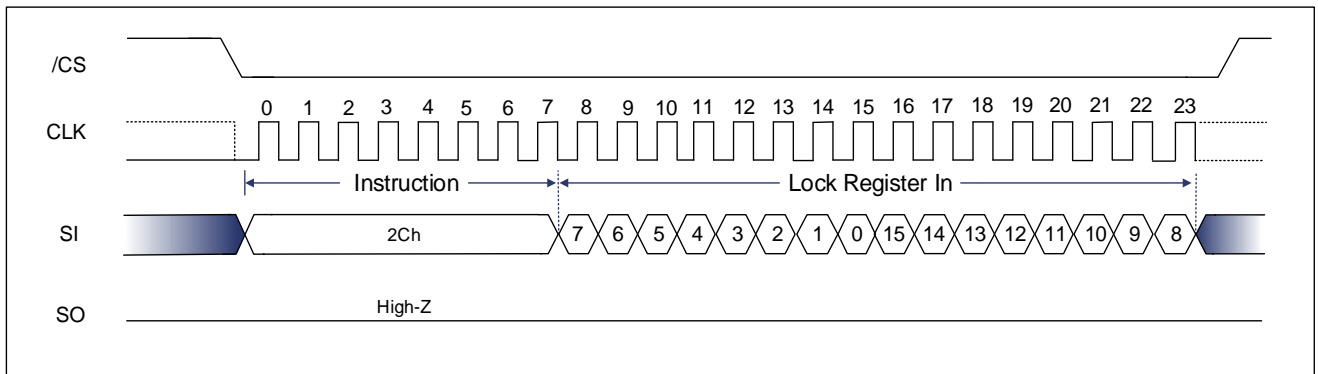 /CS
0 1 2 3 4 5 6 7 8 9 10 11 12 13 14 15 16 17 18 19 20 21 22 23
CLK
Instruction Lock Register In
SI 2Ch 7 6 5 4 3 2 1 0 15 14 13 12 11 10 9 8
High-Z
SO